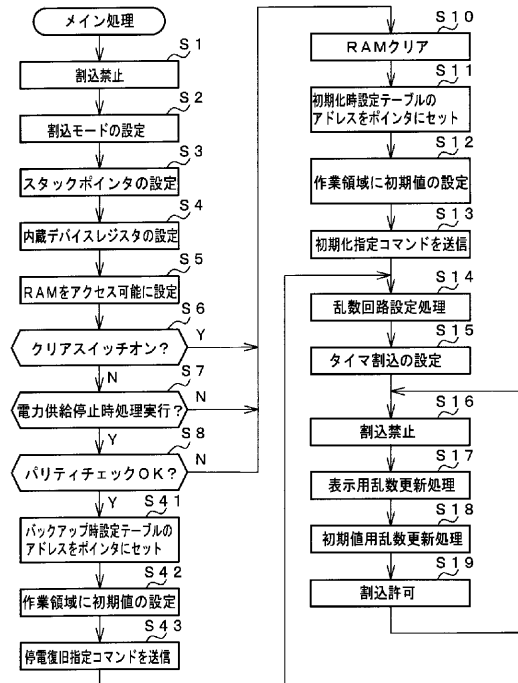 メイン処理
S1
割込禁止
S2
割込モードの設定
S3
スタックポインタの設定
S4
内蔵デバイスレジスタの設定
S5
RAMをアクセス可能に設定
S6
クリアスイッチオン?
Y
N
S7
電力供給停止時処理実行?
N
Y
S8
パリティチェックOK?
N
Y
S41
バックアップ時設定テーブルの
アドレスをポインタにセット
S42
作業領域に初期値の設定
S43
停電復旧指定コマンドを送信
S10
RAMクリア
S11
初期化時設定テーブルの
アドレスをポインタにセット
S12
作業領域に初期値の設定
S13
初期化指定コマンドを送信
S14
乱数回路設定処理
S15
タイマ割込の設定
S16
割込禁止
S17
表示用乱数更新処理
S18
初期値用乱数更新処理
S19
割込許可